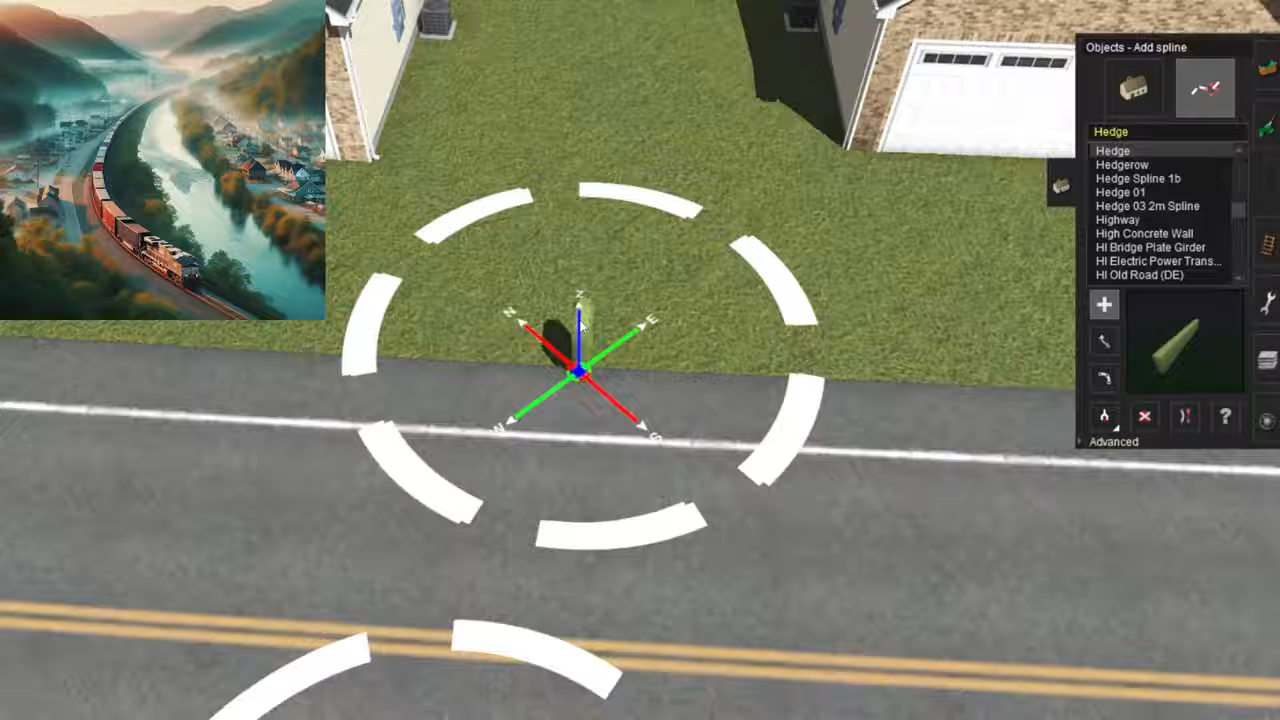 Objects - Add spline
Hedge
Hedge
Hedgerow
Hedge Spline 1b
Hedge 01
Hedge 03 2m Spline
Highway
High Concrete Wall
HI Bridge Plate Girder
HI Electric Power Trans...
HI Old Road (DE)
Advanced
Z
N
E
W
S